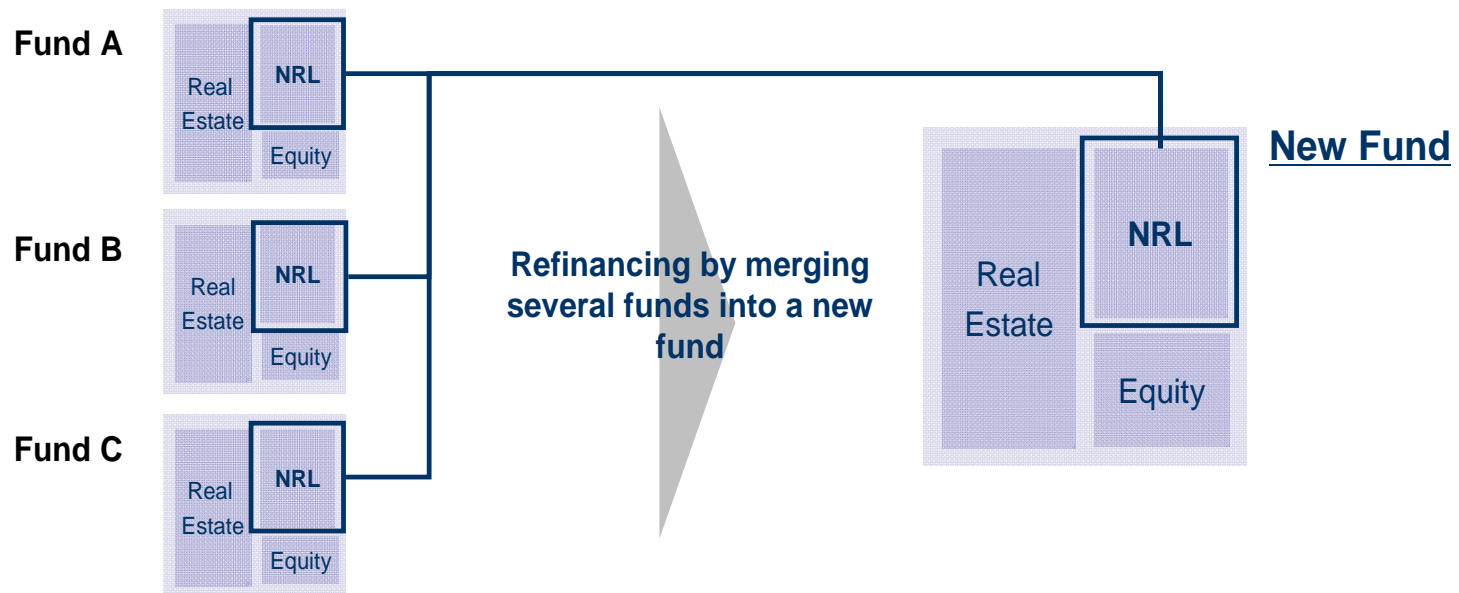 Fund A
Real
Estate
NRL
Equity
Fund B
Real
Estate
NRL
Equity
Fund C
Real
Estate
NRL
Equity
Refinancing by merging
several funds into a new
fund
New Fund
Real
Estate
NRL
Equity